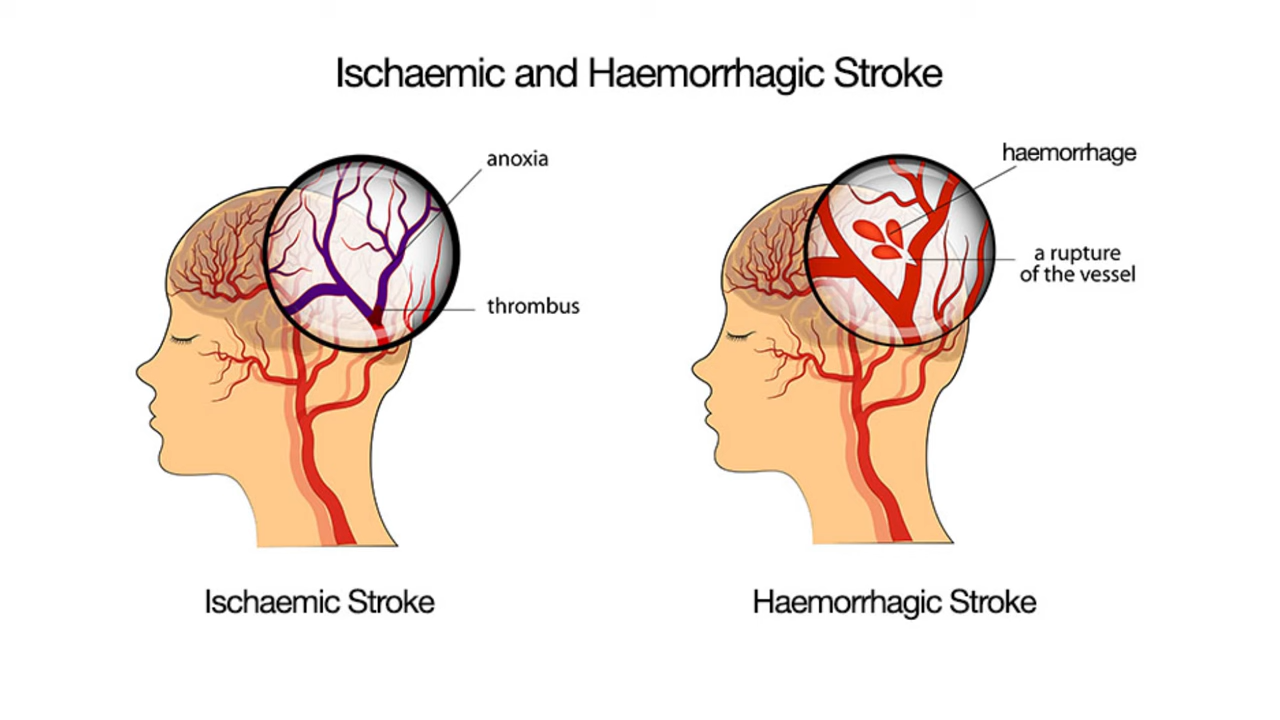 Ischaemic and Haemorrhagic Stroke
anoxia
thrombus
Ischaemic Stroke
haemorrhage
a rupture
of the vessel
Haemorrhagic Stroke